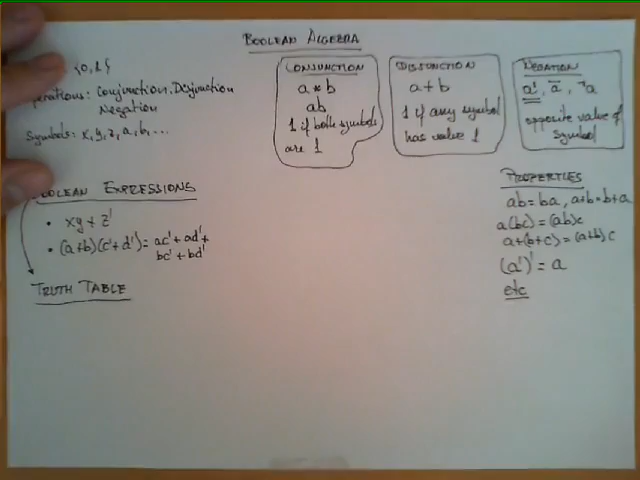 BOOLEAN ALGEBRA
{0,1}
Operations: Conjunction, Disjunction
Negation
Symbols: x, y, z, a, b, ...
CONJUNCTION
a * b
ab
1 if both symbols
are 1
DISJUNCTION
a + b
1 if any symbol
has value 1
NEGATION
a', a̅, ¬a
opposite value of
symbol
BOOLEAN EXPRESSIONS
• xy + z'
• (a+b)(c'+d') = ac' + ad' +
bc' + bd'
TRUTH TABLE
PROPERTIES
ab = ba, a+b = b+a
a(bc) = (ab)c
a+(b+c) = (a+b)c
(a')' = a
etc